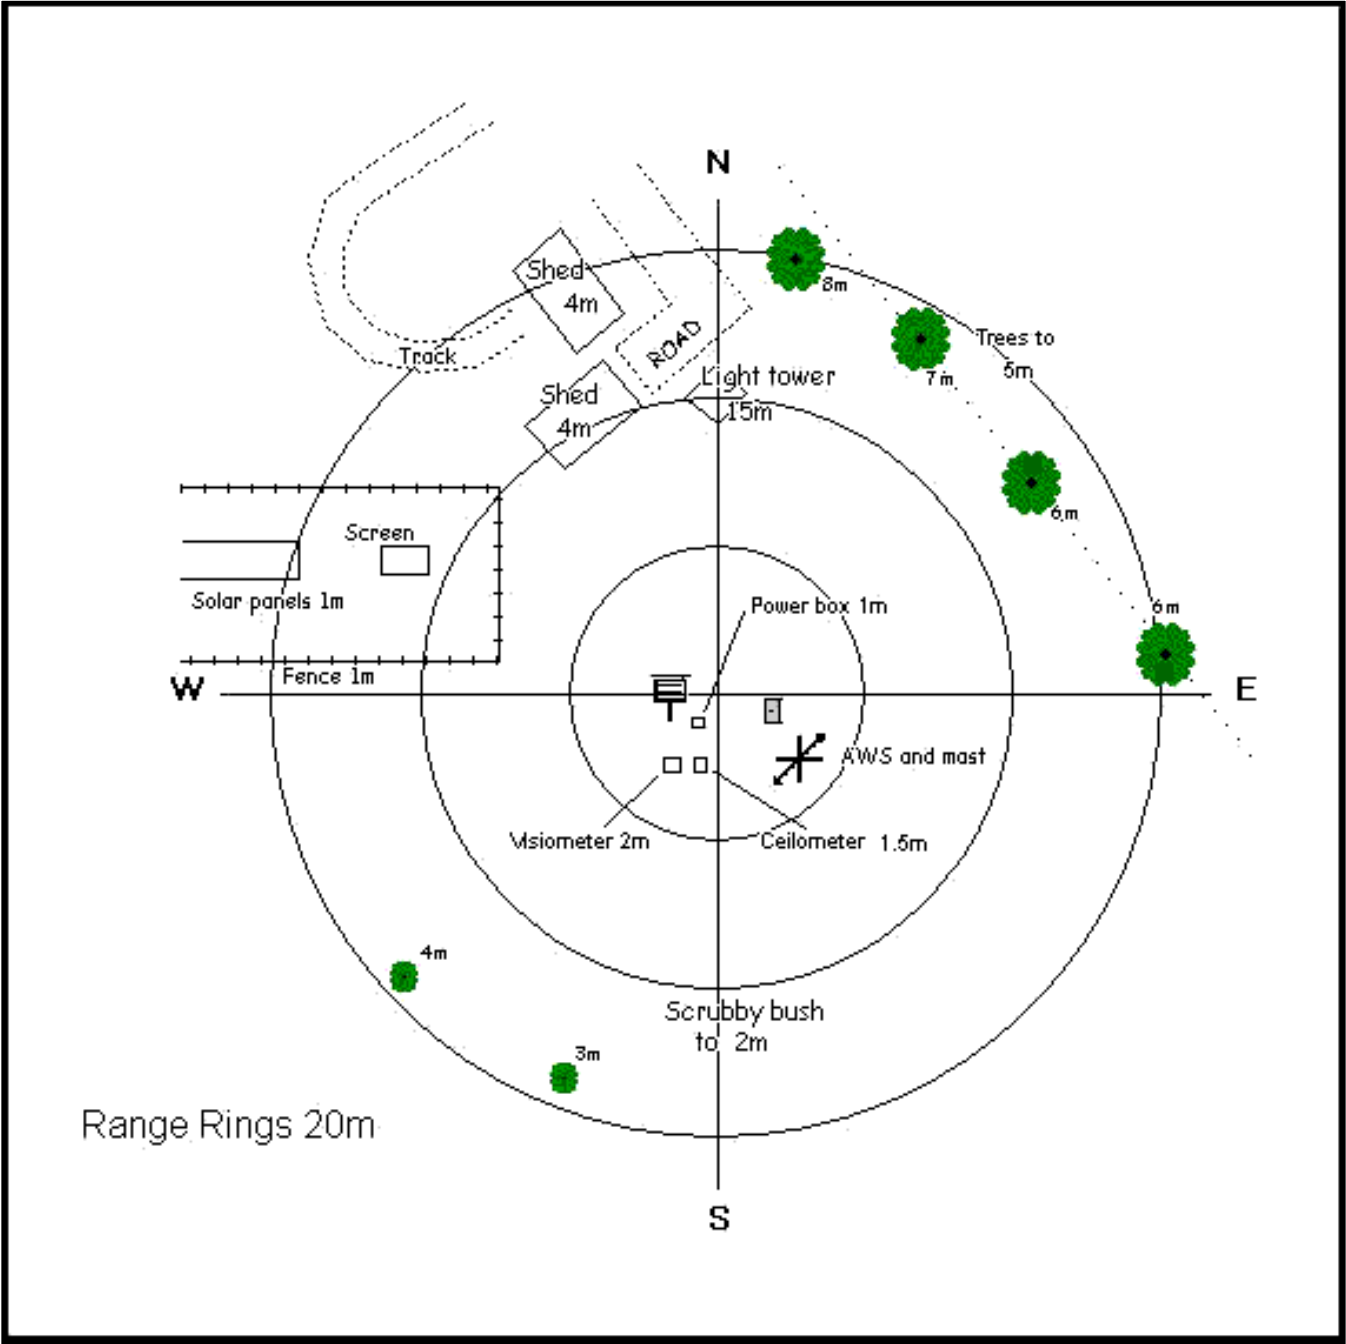 N
Shed
4m
8m
ROAD
Track
Trees to
5m
7m
Light tower
15m
Shed
4m
6m
Screen
Solar panels 1m
Power box 1m
6m
Fence 1m
W
E
AWS and mast
Visiometer 2m
Ceilometer 1.5m
4m
Scrubby bush
to 2m
3m
Range Rings 20m
S